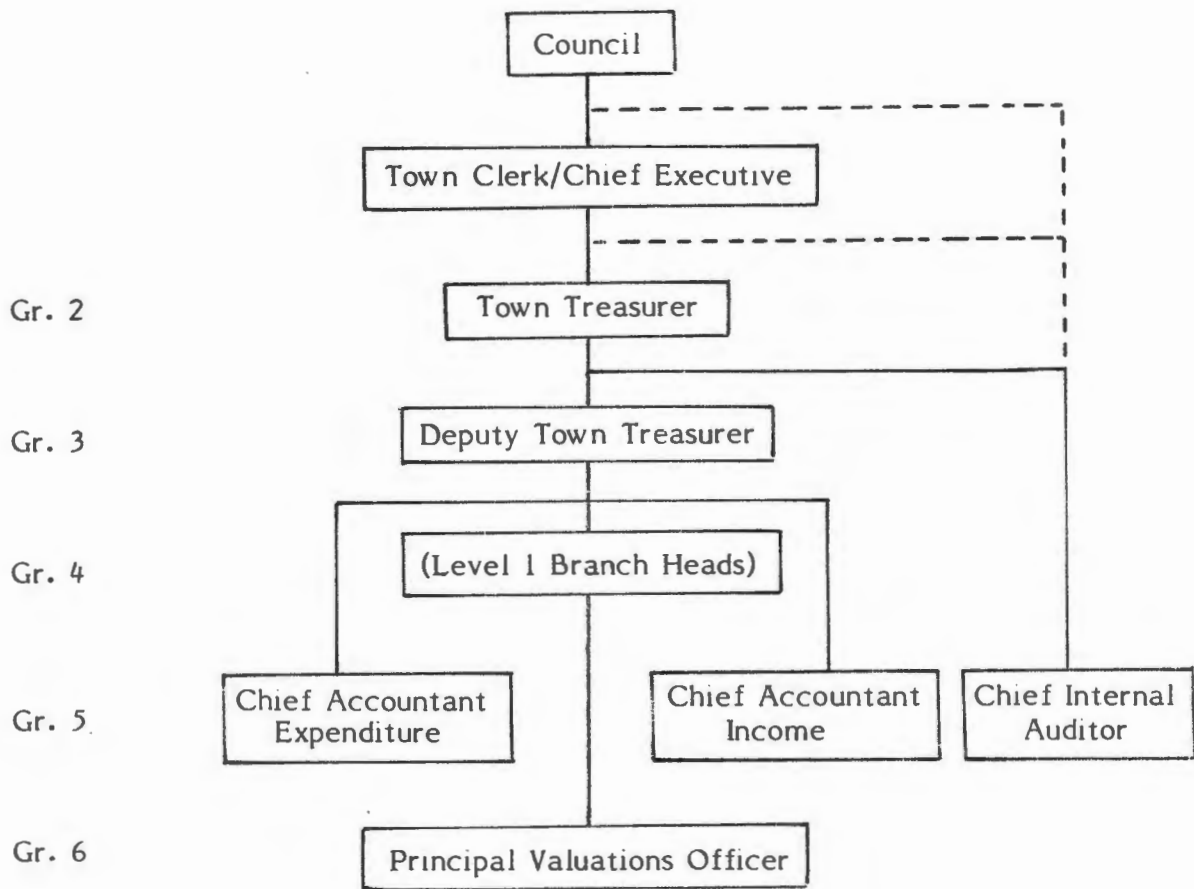 Council
Town Clerk/Chief Executive
Gr. 2
Town Treasurer
Gr. 3
Deputy Town Treasurer
Gr. 4
(Level 1 Branch Heads)
Gr. 5
Chief Accountant
Expenditure
Chief Accountant
Income
Chief Internal
Auditor
Gr. 6
Principal Valuations Officer